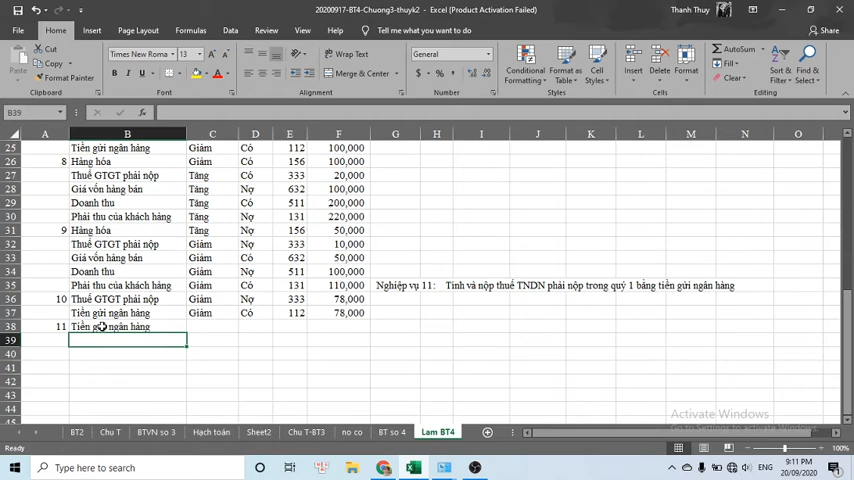 20200917-BT4-Chuong3-thuyk2 - Excel (Product Activation Failed)
Thanh Thuy
File Home Insert Page Layout Formulas Data Review View Help Tell me what you want to do Share
Cut
Copy
Format Painter
Paste
Clipboard
Times New Roma 13
Font
Wrap Text
Merge & Center
Alignment
General
Number
Conditional Formatting
Format as Table
Cell Styles
Styles
Insert Delete Format
Cells
AutoSum
Fill
Clear
Sort & Filter
Find & Select
Editing
B39
A B C D E F G H I J K L M N O
25 Tiền gửi ngân hàng Giảm Có 112 100,000
26 8 Hàng hóa Giảm Có 156 100,000
27 Thuế GTGT phải nộp Tăng Có 333 20,000
28 Giá vốn hàng bán Tăng Nợ 632 100,000
29 Doanh thu Tăng Có 511 200,000
30 Phải thu của khách hàng Tăng Nợ 131 220,000
31 9 Hàng hóa Tăng Nợ 156 50,000
32 Thuế GTGT phải nộp Giảm Nợ 333 10,000
33 Giá vốn hàng bán Giảm Có 632 50,000
34 Doanh thu Giảm Nợ 511 100,000
35 Phải thu của khách hàng Giảm Có 131 110,000 Nghiệp vụ 11: Tính và nộp thuế TNDN phải nộp trong quý 1 bằng tiền gửi ngân hàng
36 10 Thuế GTGT phải nộp Giảm Nợ 333 78,000
37 Tiền gửi ngân hàng Giảm Có 112 78,000
38 11 Tiền gửi ngân hàng
39
40
41
42
43
44
45
Activate Windows
Go to Settings to activate Windows.
BT2 Chu T BTVN so 3 Hạch toán Sheet2 Chu T-BT3 no co BT so 4 Lam BT4
Ready
100%
Type here to search
ENG
9:11 PM
20/09/2020